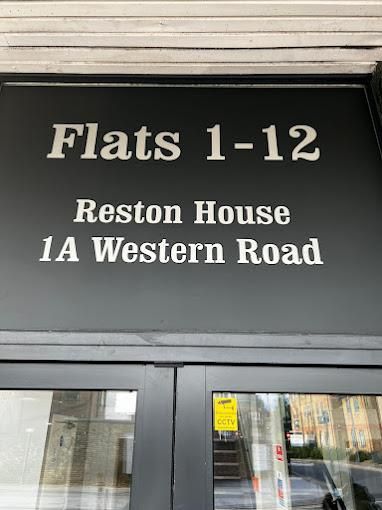 Flats 1-12
Reston House
1A Western Road
CCTV